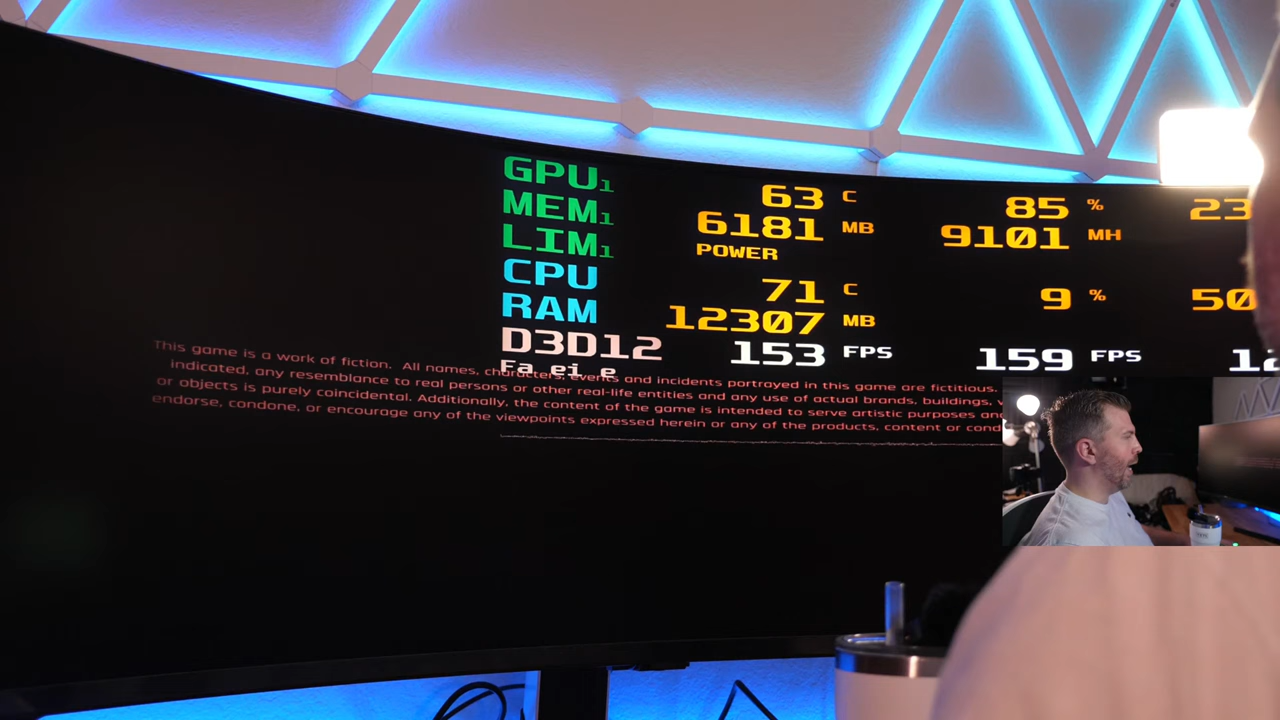 GPU1 63 C 85 % 23
MEM1 6181 MB 9101 MH
LIM1 POWER
CPU 71 C 9 % 50
RAM 12307 MB
D3D12 153 FPS 159 FPS
This game is a work of fiction. All names, characters, events and incidents portrayed in this game are fictitious.
indicated, any resemblance to real persons or other real-life entities and any use of actual brands, buildings,
or objects is purely coincidental. Additionally, the content of the game is intended to serve artistic purposes
endorse, condone, or encourage any of the viewpoints expressed herein or any of the products, content or